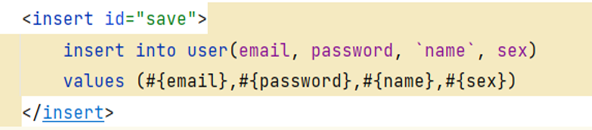 <insert id="save">
insert into user(email, password, `name`, sex)
values (#{email},#{password},#{name},#{sex})
</insert>